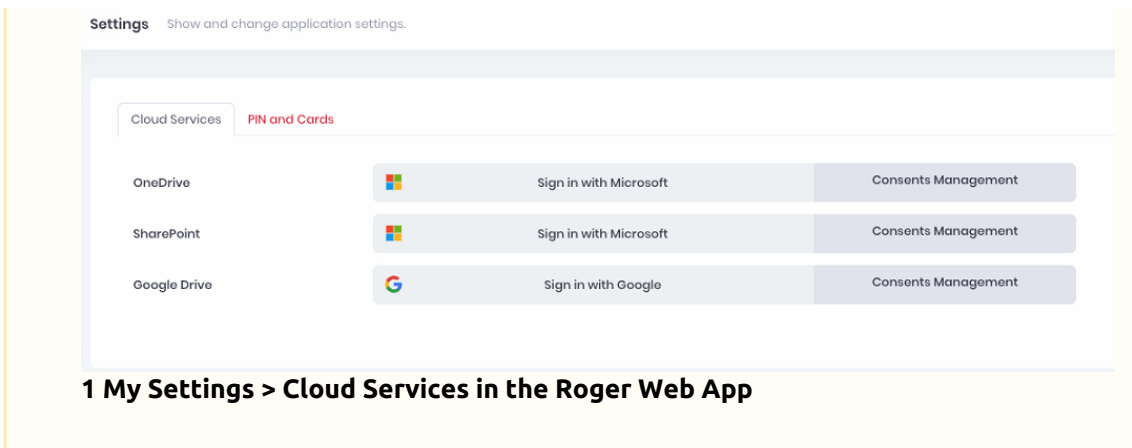 Settings Show and change application settings.
Cloud Services PIN and Cards
OneDrive Sign in with Microsoft Consents Management
SharePoint Sign in with Microsoft Consents Management
Google Drive Sign in with Google Consents Management
1 My Settings > Cloud Services in the Roger Web App